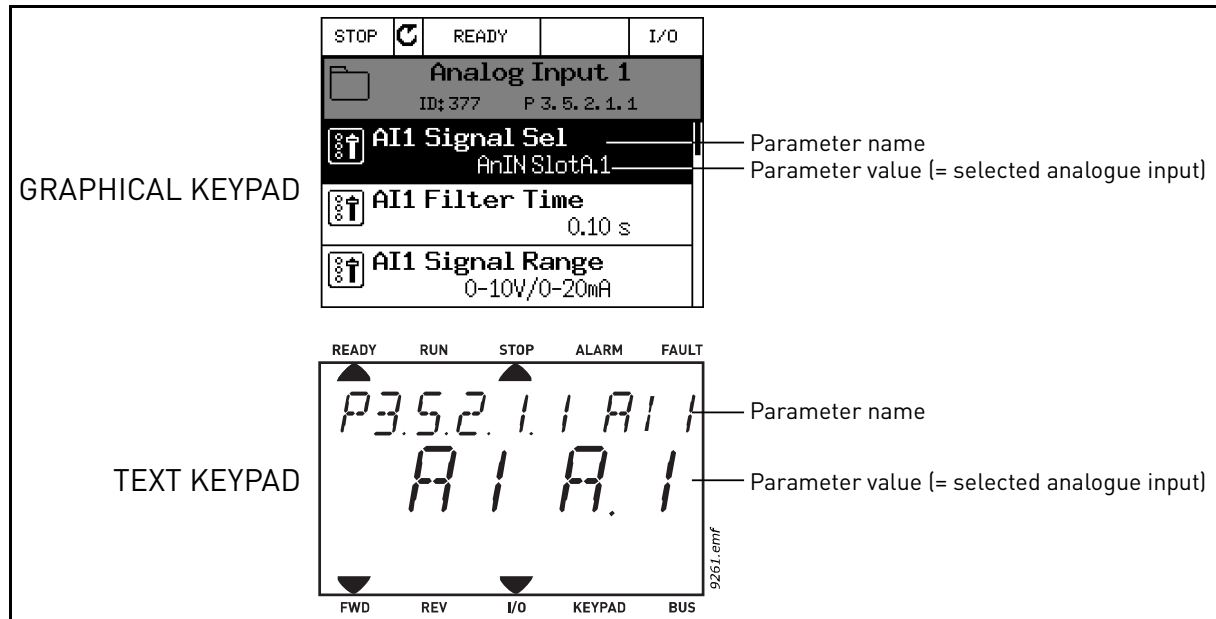 STOP READY I/O
Analog Input 1
ID:377 P3.5.2.1.1
AI1 Signal Sel
AnIN SlotA.1
Parameter name
Parameter value (= selected analogue input)
GRAPHICAL KEYPAD
AI1 Filter Time
0.10 s
AI1 Signal Range
0-10V/0-20mA
READY RUN STOP ALARM FAULT
P3.5.2.1.1 AI1
Parameter name
TEXT KEYPAD
AI A.1
Parameter value (= selected analogue input)
FWD REV I/O KEYPAD BUS
9261.emf